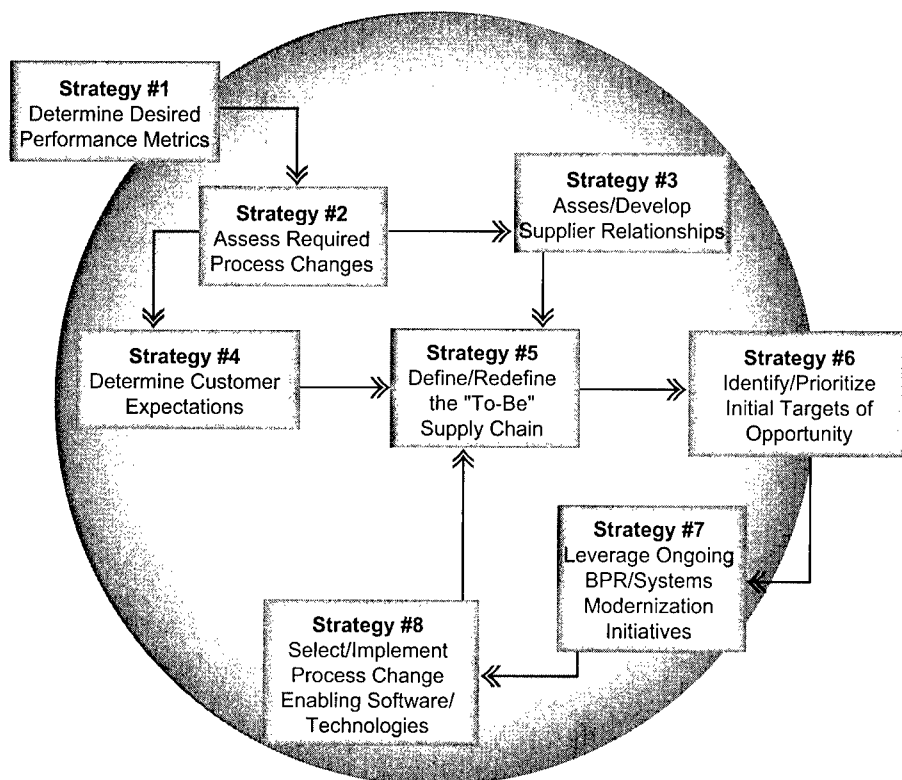 Strategy #1
Determine Desired
Performance Metrics
Strategy #2
Assess Required
Process Changes
Strategy #3
Asses/Develop
Supplier Relationships
Strategy #4
Determine Customer
Expectations
Strategy #5
Define/Redefine
the "To-Be"
Supply Chain
Strategy #6
Identify/Prioritize
Initial Targets of
Opportunity
Strategy #7
Leverage Ongoing
BPR/Systems
Modernization
Initiatives
Strategy #8
Select/Implement
Process Change
Enabling Software/
Technologies